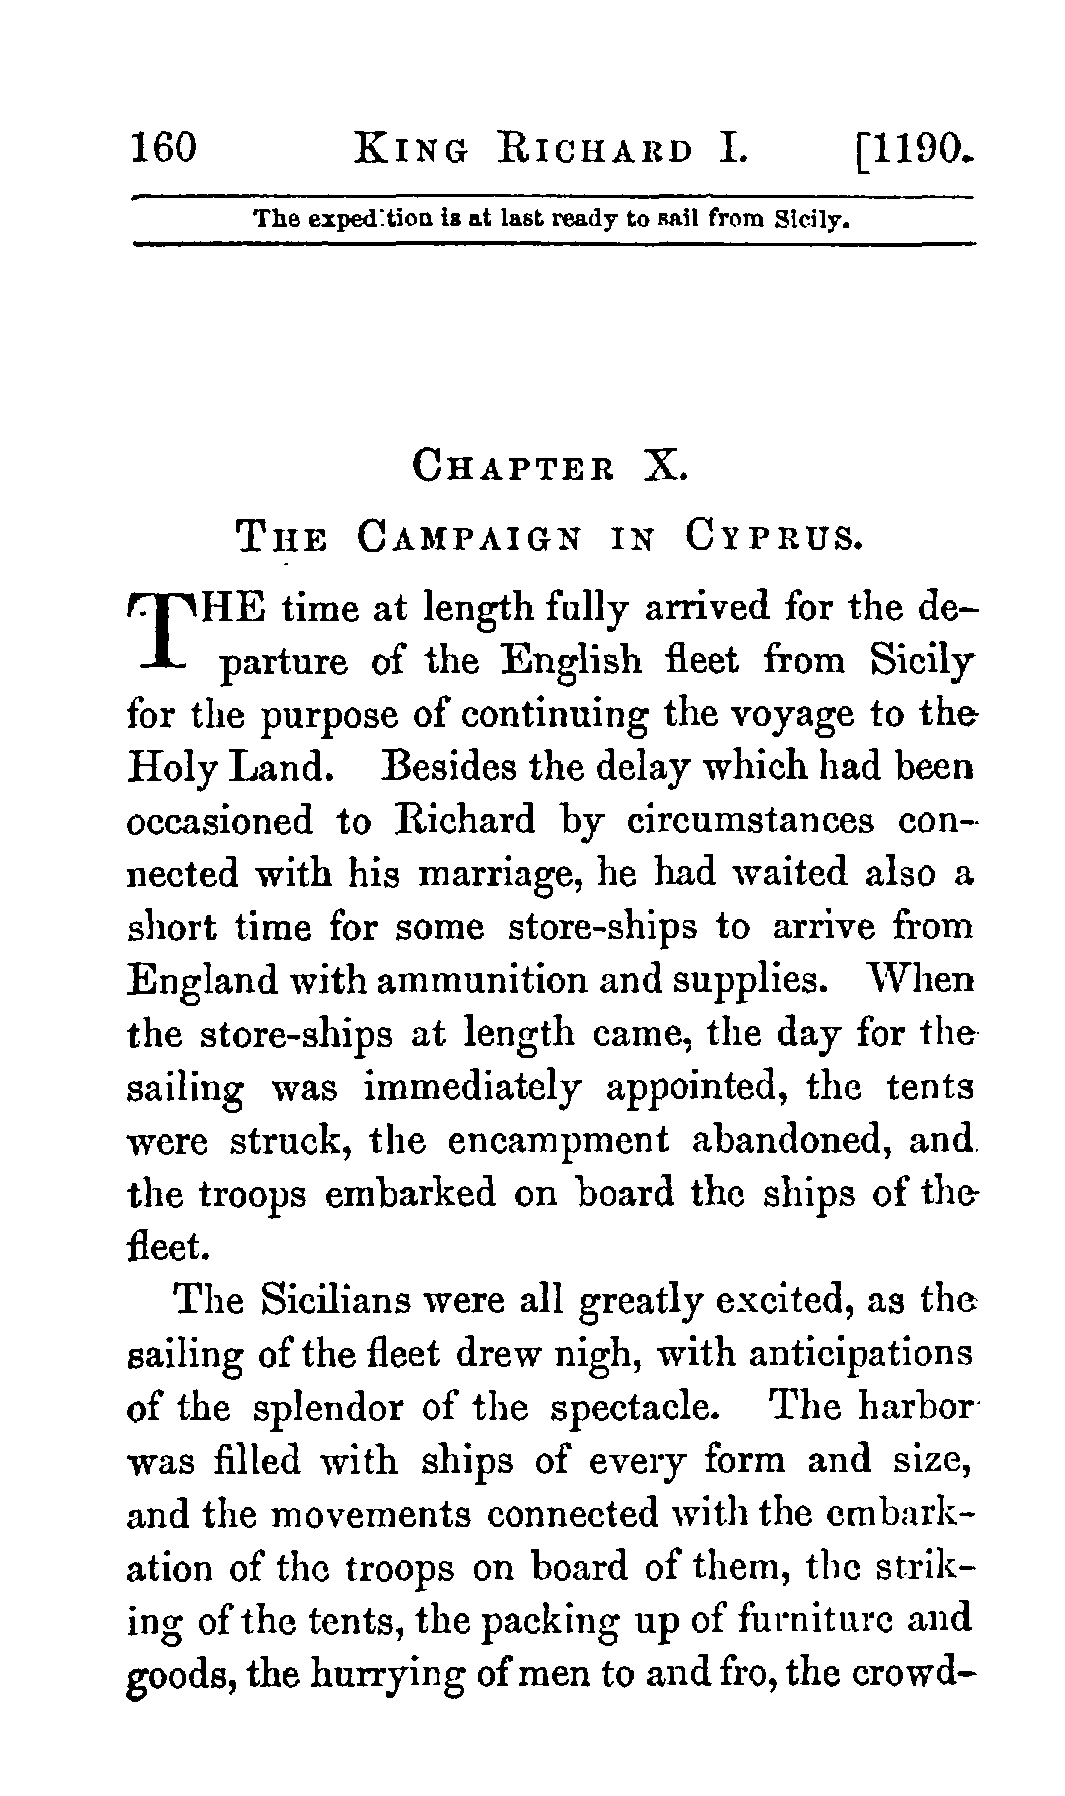 160 King Richard I. [1190.
The expedition is at last ready to sail from Sicily.
Chapter X.
The Campaign in Cyprus.
THE time at length fully arrived for the de-
parture of the English fleet from Sicily
for the purpose of continuing the voyage to the
Holy Land. Besides the delay which had been
occasioned to Richard by circumstances con-
nected with his marriage, he had waited also a
short time for some store-ships to arrive from
England with ammunition and supplies. When
the store-ships at length came, the day for the
sailing was immediately appointed, the tents
were struck, the encampment abandoned, and
the troops embarked on board the ships of the
fleet.
The Sicilians were all greatly excited, as the
sailing of the fleet drew nigh, with anticipations
of the splendor of the spectacle. The harbor
was filled with ships of every form and size,
and the movements connected with the embark-
ation of the troops on board of them, the strik-
ing of the tents, the packing up of furniture and
goods, the hurrying of men to and fro, the crowd-